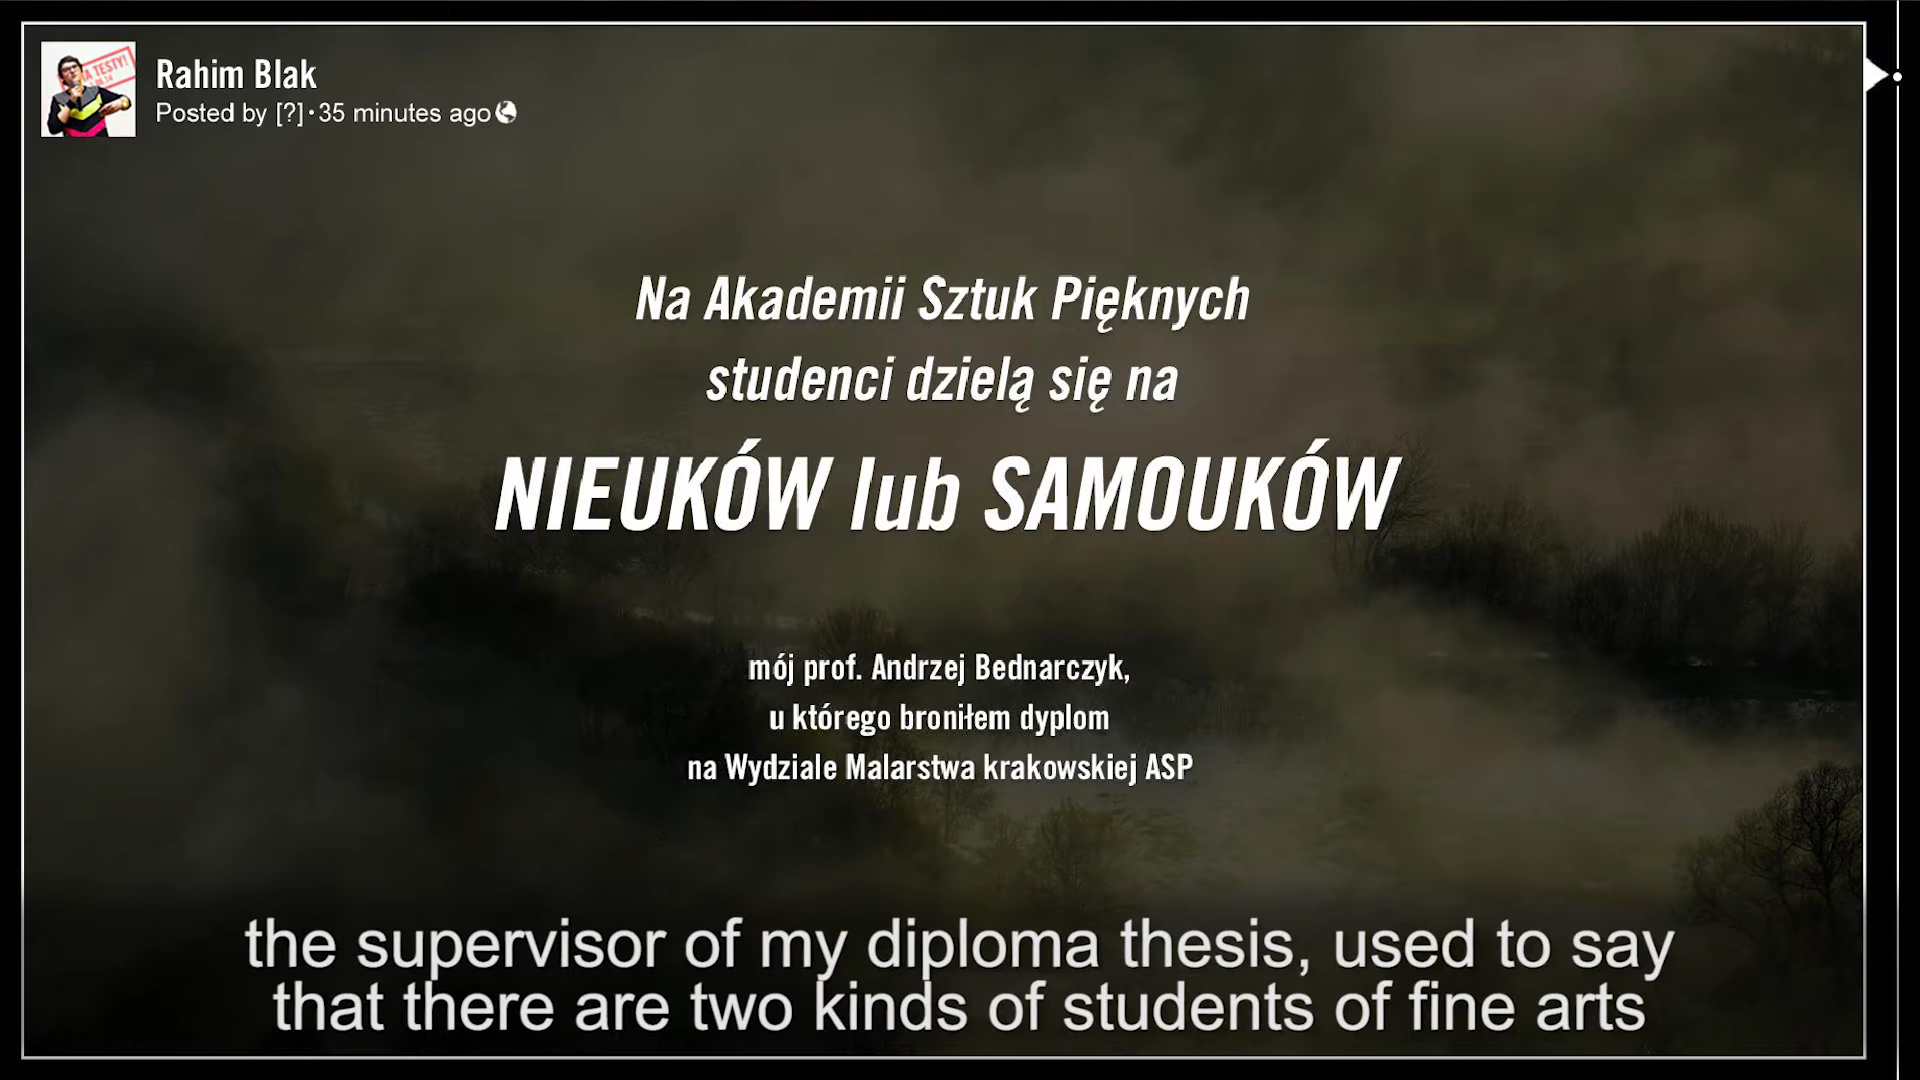 Rahim Blak
Posted by [?] · 35 minutes ago
Na Akademii Sztuk Pięknych
studenci dzielą się na
NIEUKÓW lub SAMOUKÓW
mój prof. Andrzej Bednarczyk,
u którego broniłem dyplom
na Wydziale Malarstwa krakowskiej ASP
the supervisor of my diploma thesis, used to say
that there are two kinds of students of fine arts